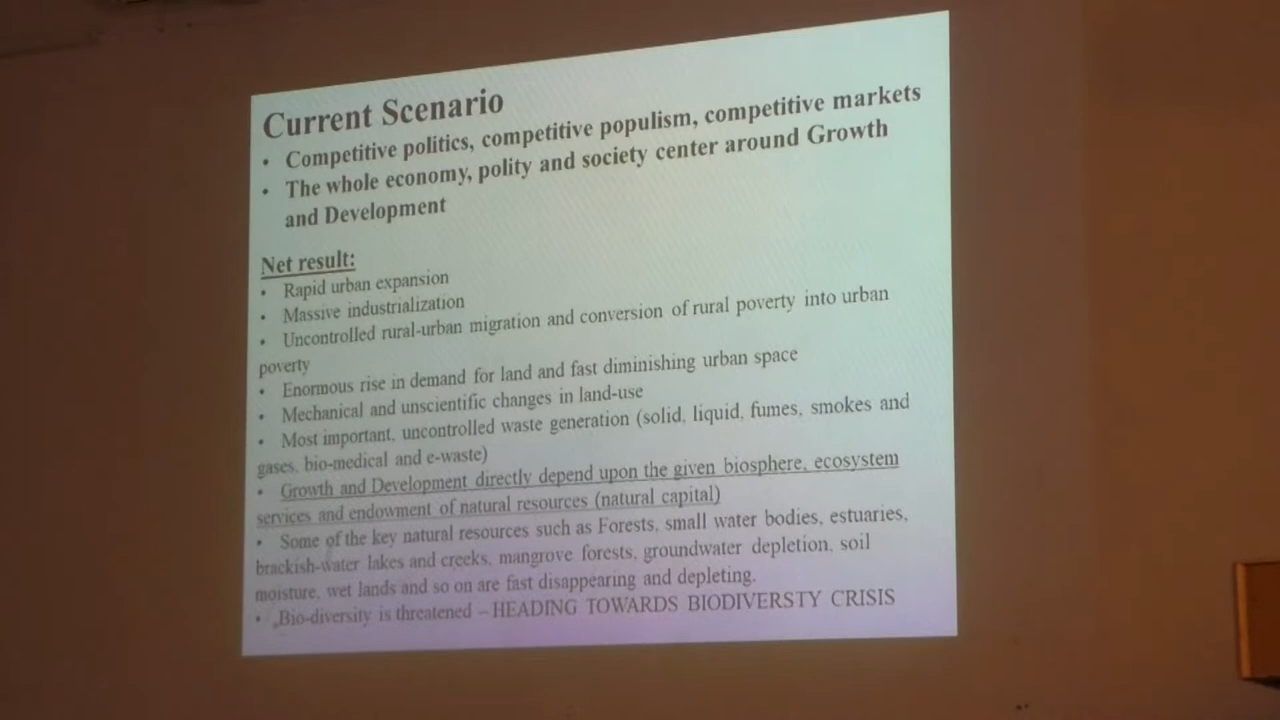 Current Scenario
• Competitive politics, competitive populism, competitive markets
• The whole economy, polity and society center around Growth
and Development
Net result:
• Rapid urban expansion
• Massive industrialization
• Uncontrolled rural-urban migration and conversion of rural poverty into urban
poverty
• Enormous rise in demand for land and fast diminishing urban space
• Mechanical and unscientific changes in land-use
• Most important, uncontrolled waste generation (solid, liquid, fumes, smokes and
gases, bio-medical and e-waste)
• Growth and Development directly depend upon the given biosphere, ecosystem
services and endowment of natural resources (natural capital)
• Some of the key natural resources such as Forests, small water bodies, estuaries,
brackish-water lakes and creeks, mangrove forests, groundwater depletion, soil
moisture, wet lands and so on are fast disappearing and depleting.
• Bio-diversity is threatened – HEADING TOWARDS BIODIVERSTY CRISIS